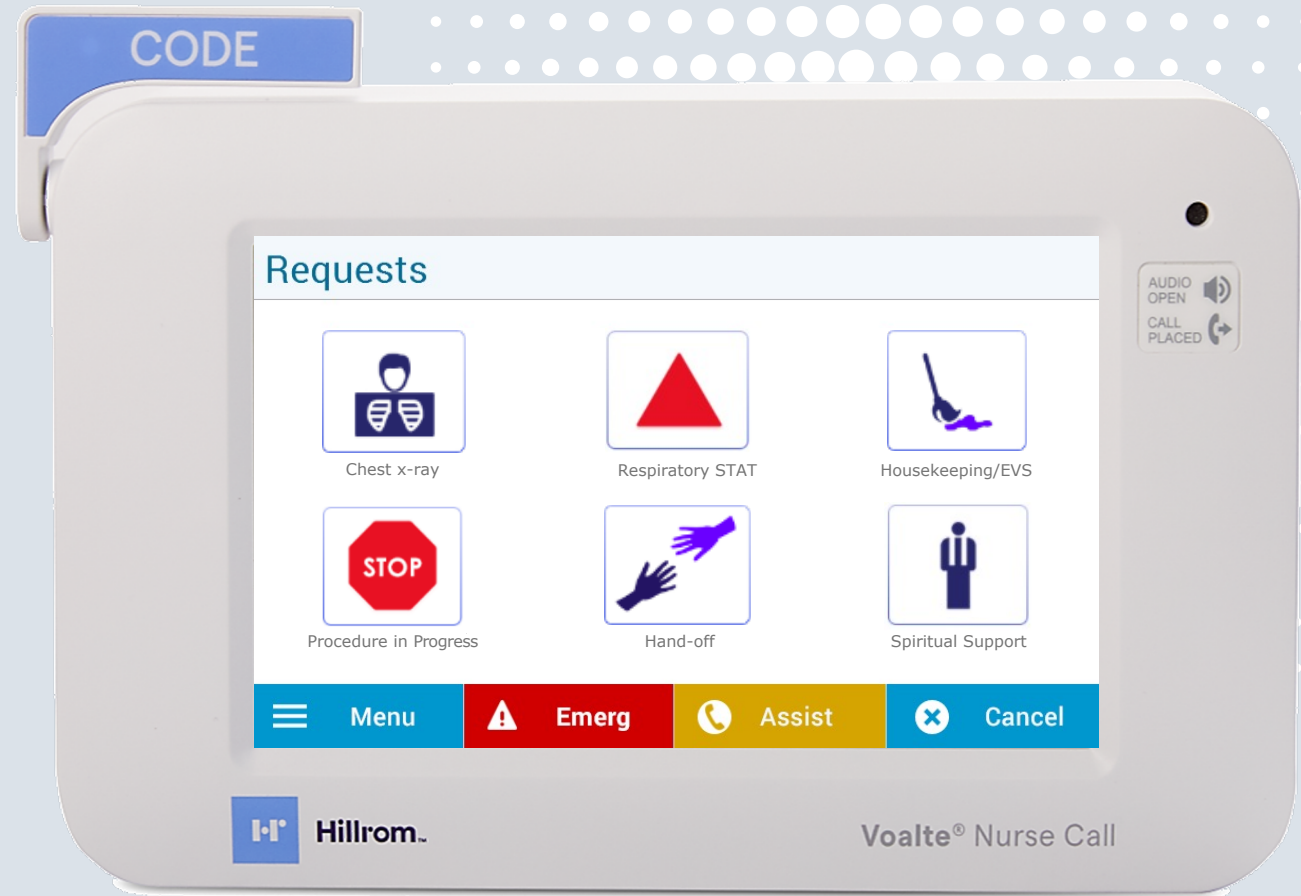 CODE
AUDIO
OPEN
CALL
PLACED
Requests
Chest x-ray
Respiratory STAT
Housekeeping/EVS
STOP
Procedure in Progress
Hand-off
Spiritual Support
Menu
Emerg
Assist
Cancel
Hillrom™
Voalte® Nurse Call